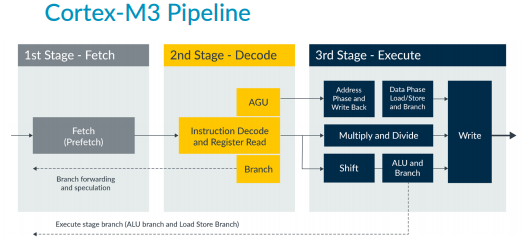 Cortex-M3 Pipeline
1st Stage - Fetch
2nd Stage - Decode
3rd Stage - Execute
AGU
Address
Phase and
Write Back
Data Phase
Load/Store
and Branch
Fetch
(Prefetch)
Instruction Decode
and Register Read
Multiply and Divide
Write
Branch
Shift
ALU and
Branch
Branch forwarding
and speculation
Execute stage branch (ALU branch and Load Store Branch)